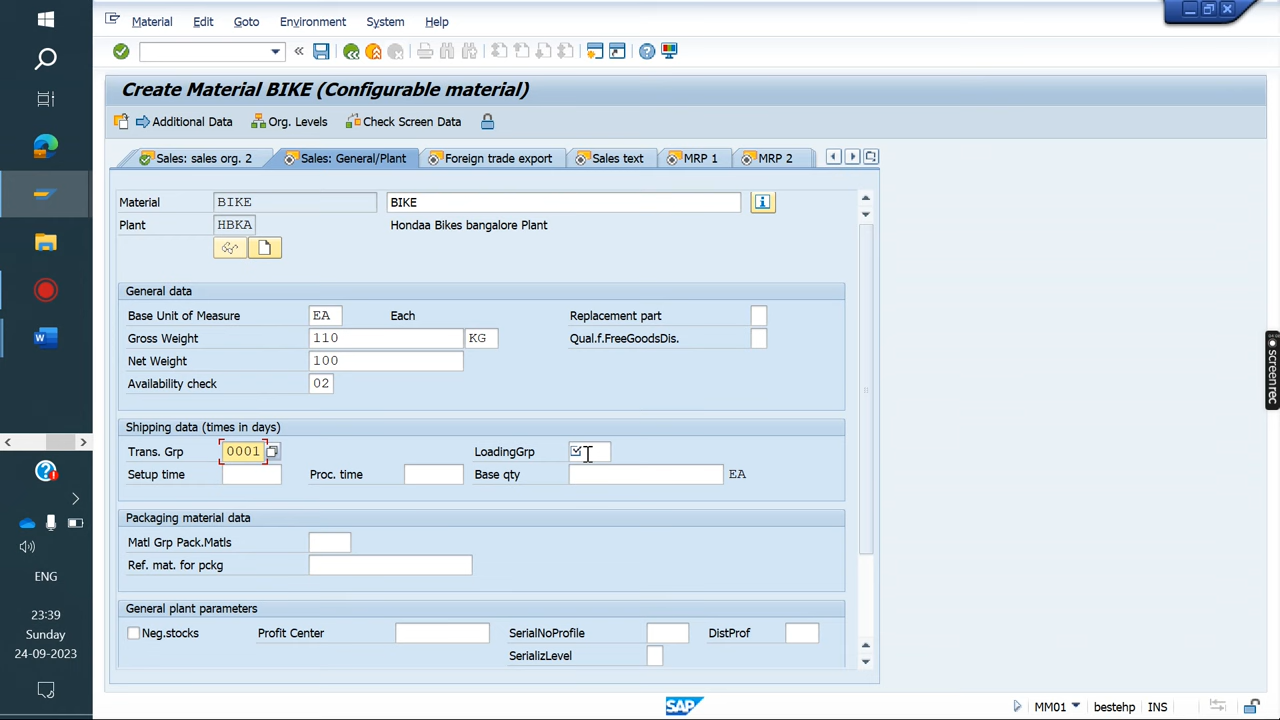 Material Edit Goto Environment System Help
Create Material BIKE (Configurable material)
Additional Data Org. Levels Check Screen Data
Sales: sales org. 2 Sales: General/Plant Foreign trade export Sales text MRP 1 MRP 2
Material BIKE BIKE
Plant HBKA Hondaa Bikes bangalore Plant
General data
Base Unit of Measure EA Each Replacement part
Gross Weight 110 KG Qual.f.FreeGoodsDis.
Net Weight 100
Availability check 02
Shipping data (times in days)
Trans. Grp 0001 LoadingGrp
Setup time Proc. time Base qty EA
Packaging material data
Matl Grp Pack.Matls
Ref. mat. for pckg
General plant parameters
Neg.stocks Profit Center SerialNoProfile DistProf
SerializLevel
ENG
23:39
Sunday
24-09-2023
SAP MM01 bestehp INS
screenrec